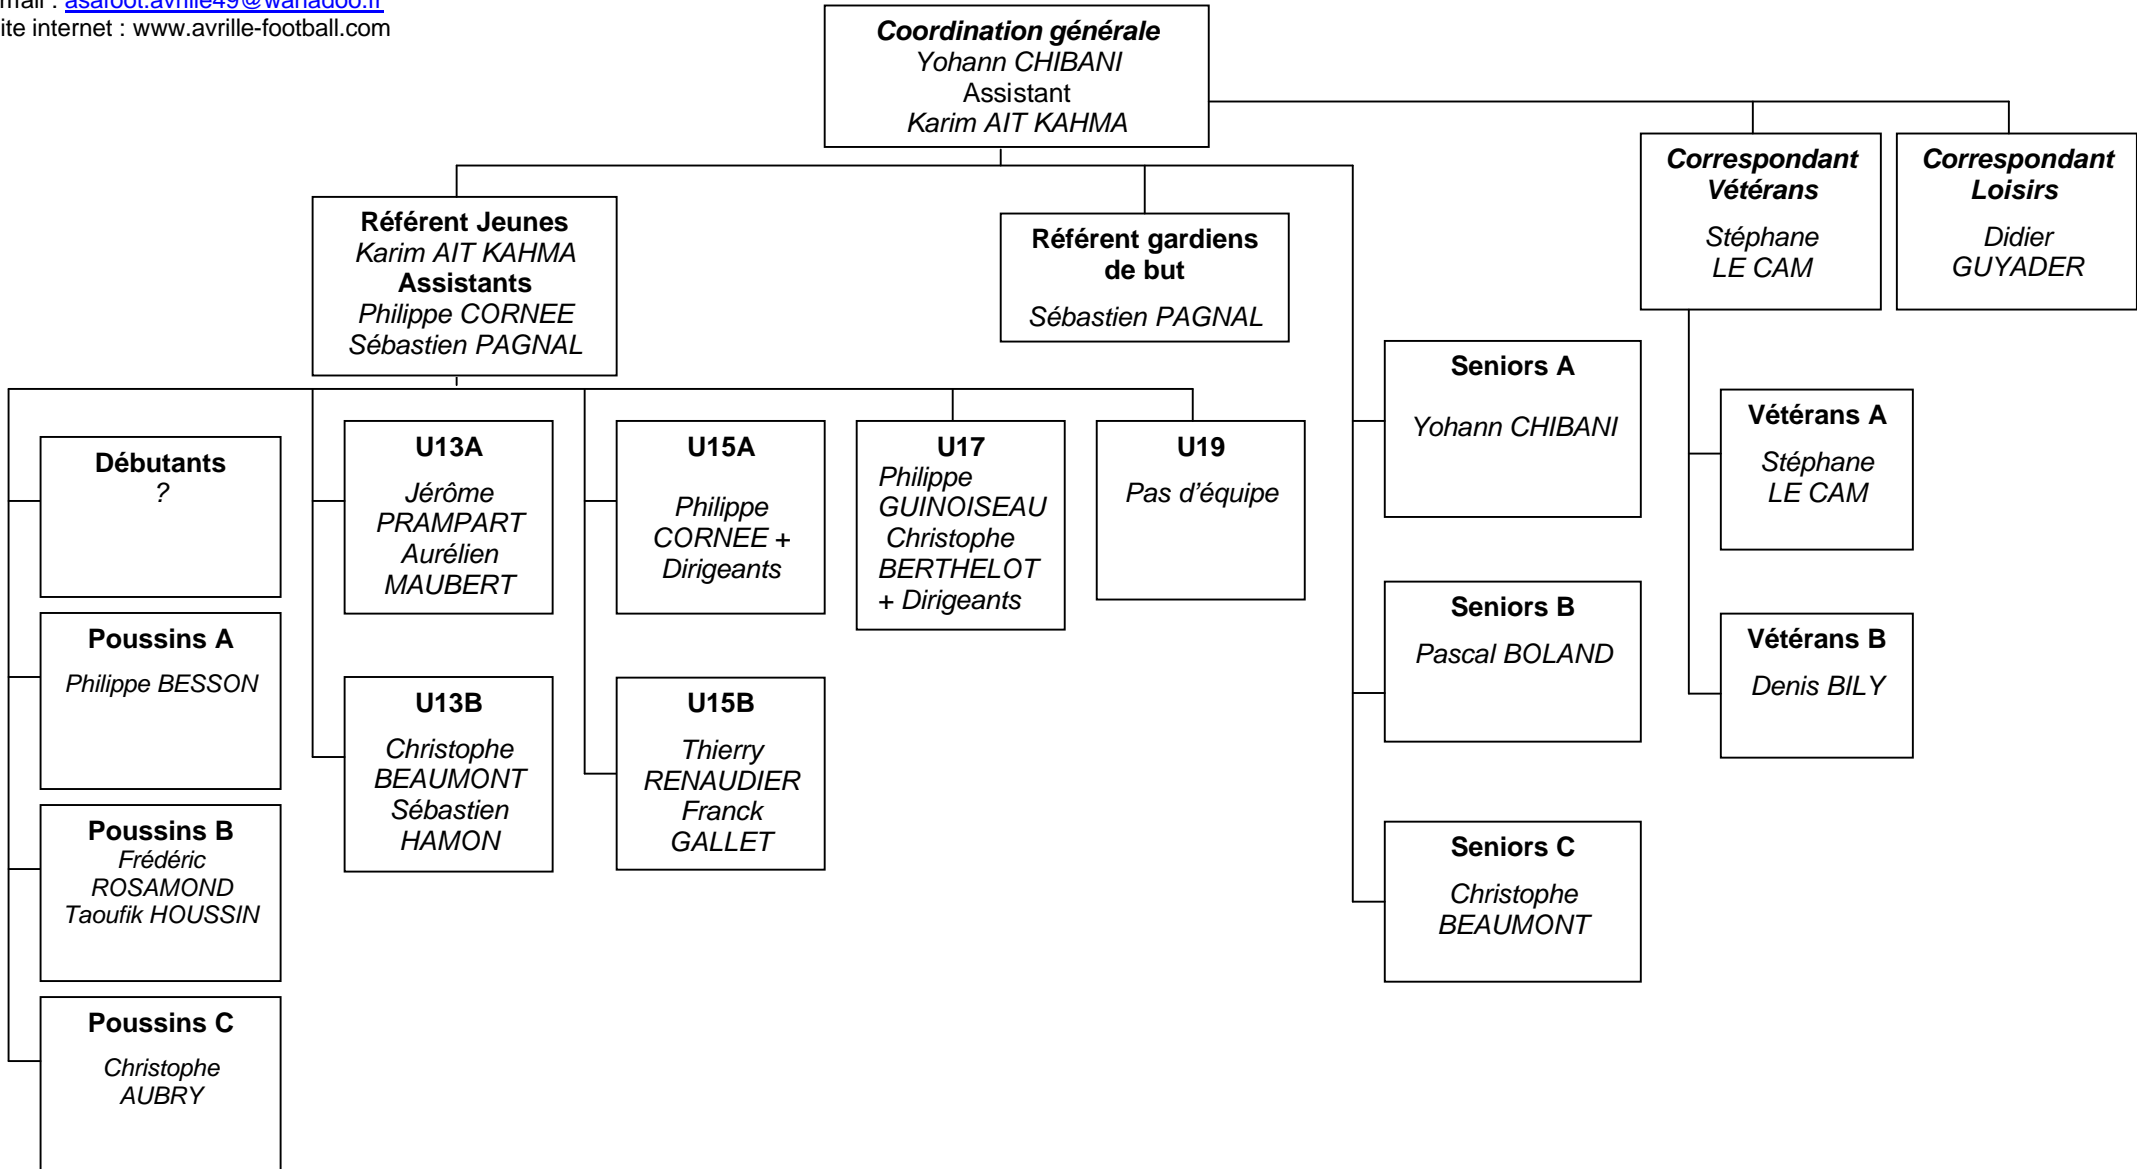 mail : asafoot.avrille49@wanadoo.fr
ite internet : www.avrille-football.com
Coordination générale
Yohann CHIBANI
Assistant
Karim AIT KAHMA
Correspondant
Vétérans
Stéphane
LE CAM
Correspondant
Loisirs
Didier
GUYADER
Référent Jeunes
Karim AIT KAHMA
Assistants
Philippe CORNEE
Sébastien PAGNAL
Référent gardiens
de but
Sébastien PAGNAL
Débutants
?
Poussins A
Philippe BESSON
Poussins B
Frédéric
ROSAMOND
Taoufik HOUSSIN
Poussins C
Christophe
AUBRY
U13A
Jérôme
PRAMPART
Aurélien
MAUBERT
U13B
Christophe
BEAUMONT
Sébastien
HAMON
U15A
Philippe
CORNEE +
Dirigeants
U15B
Thierry
RENAUDIER
Franck
GALLET
U17
Philippe
GUINOISEAU
Christophe
BERTHELOT
+ Dirigeants
U19
Pas d’équipe
Seniors A
Yohann CHIBANI
Seniors B
Pascal BOLAND
Seniors C
Christophe
BEAUMONT
Vétérans A
Stéphane
LE CAM
Vétérans B
Denis BILY